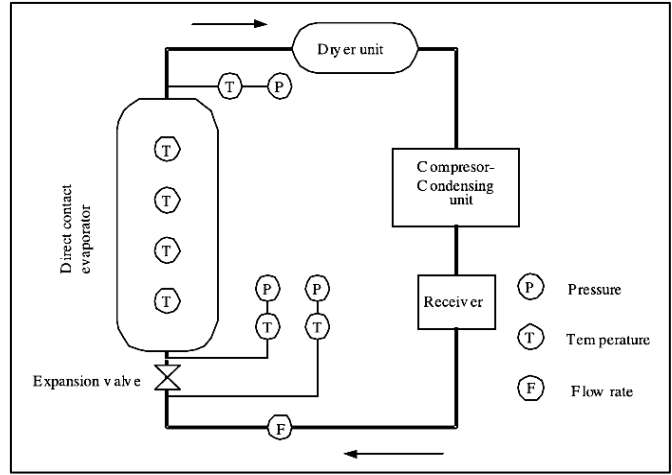 Dryer unit
T
P
Compresor-
Condensing
unit
T
T
T
T
Direct contact
evaporator
P
P
T
T
Receiver
P
Pressure
T
Temperature
Expansion valve
F
Flow rate
F